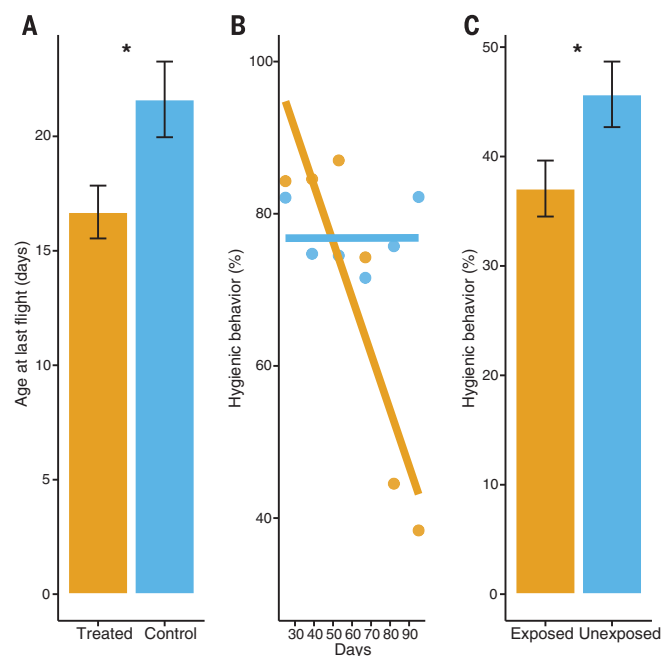 A
*
Age at last flight (days)
20
15
10
5
0
Treated Control
B
Hygienic behavior (%)
100
80
60
40
30 40 50 60 70 80 90
Days
C
*
Hygienic behavior (%)
50
40
30
20
10
0
Exposed Unexposed